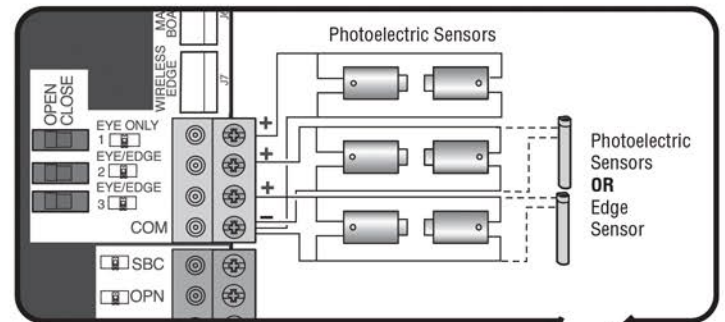 Photoelectric Sensors
J6
WIRELESS
EDGE
J7
OPEN
CLOSE
EYE ONLY
1
EYE/EDGE
2
EYE/EDGE
3
COM
+
+
+
−
Photoelectric
Sensors
OR
Edge
Sensor
SBC
OPN